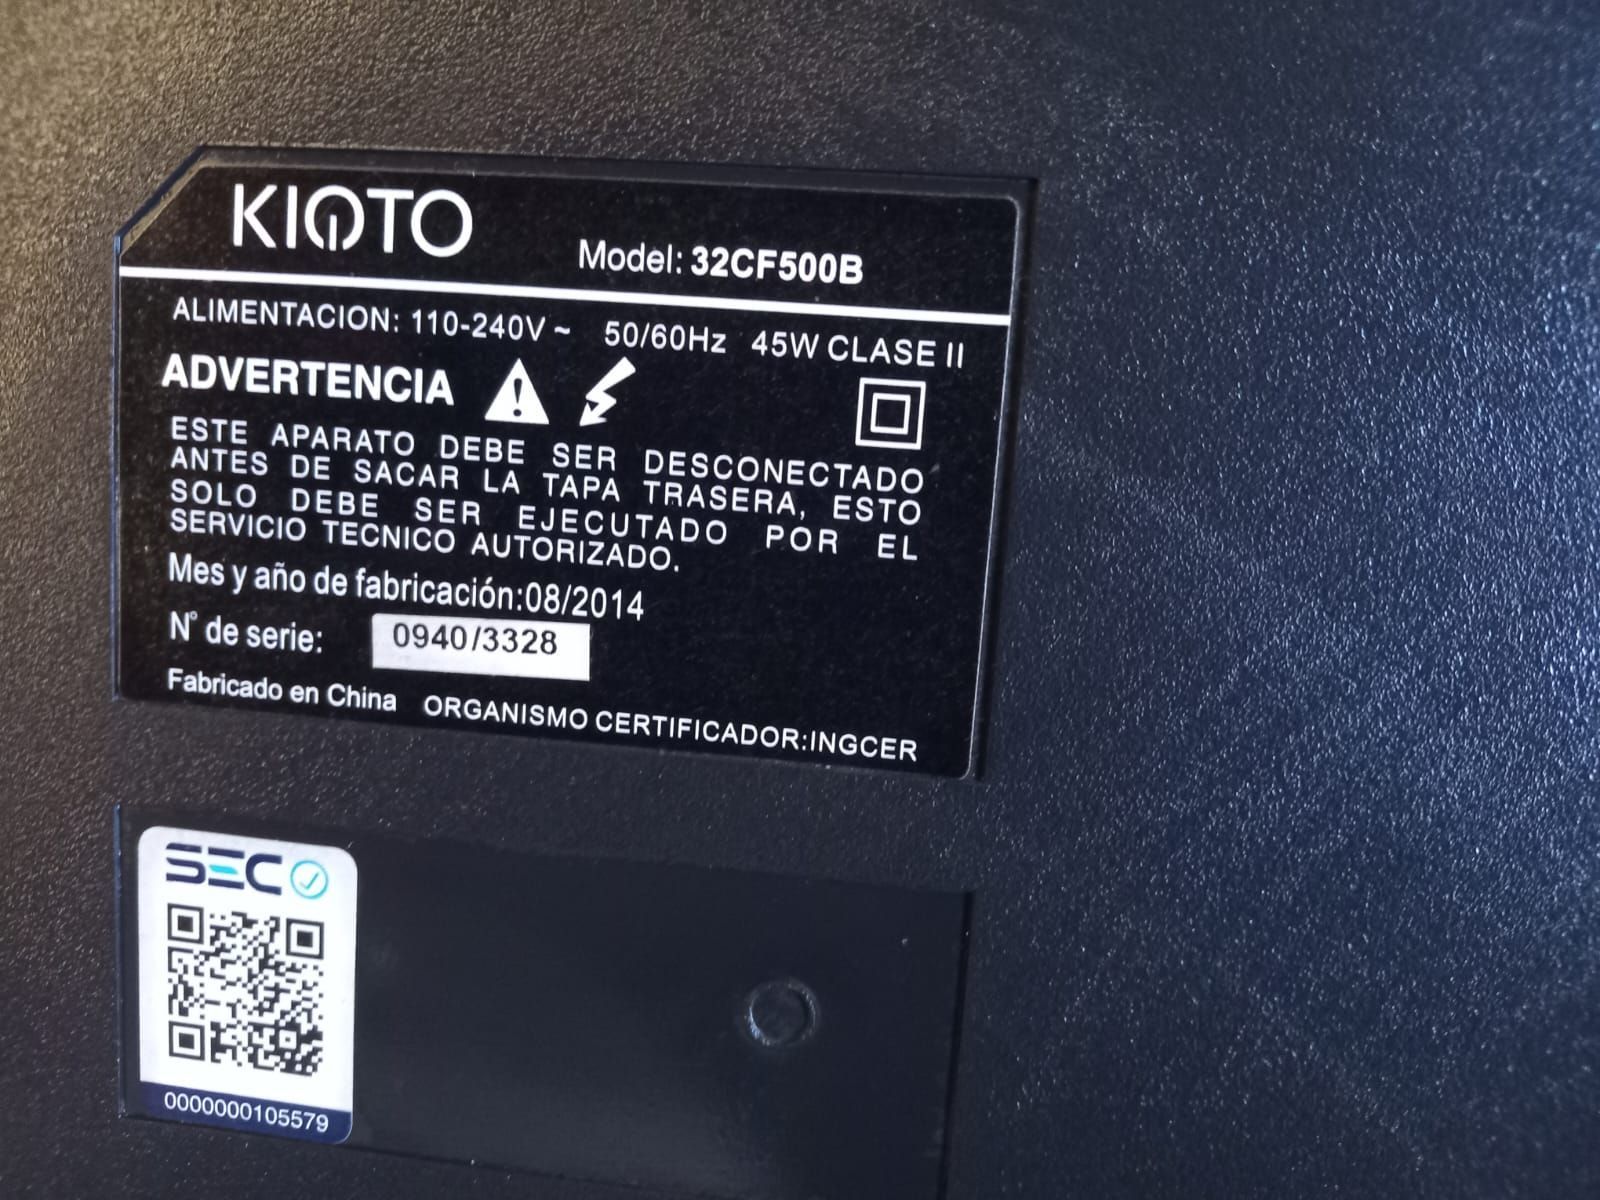 KIOTO
Model: 32CF500B
ALIMENTACION: 110-240V ~ 50/60Hz 45W CLASE II
ADVERTENCIA
ESTE APARATO DEBE SER DESCONECTADO
ANTES DE SACAR LA TAPA TRASERA, ESTO
SOLO DEBE SER EJECUTADO POR EL
SERVICIO TECNICO AUTORIZADO.
Mes y año de fabricación:08/2014
N° de serie: 0940/3328
Fabricado en China ORGANISMO CERTIFICADOR:INGCER
SEC
0000000105579